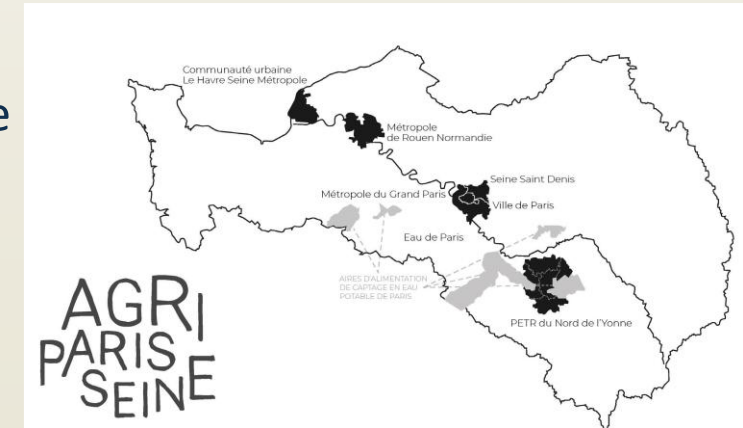 e
Communauté urbaine
Le Havre Seine Métropole
Métropole
de Rouen Normandie
Seine Saint Denis
Métropole du Grand Paris
Ville de Paris
Eau de Paris
AIRES D'ALIMENTATION
DE CAPTAGE EN EAU
POTABLE DE PARIS
PETR du Nord de l'Yonne
AGRI
PARIS
SEINE